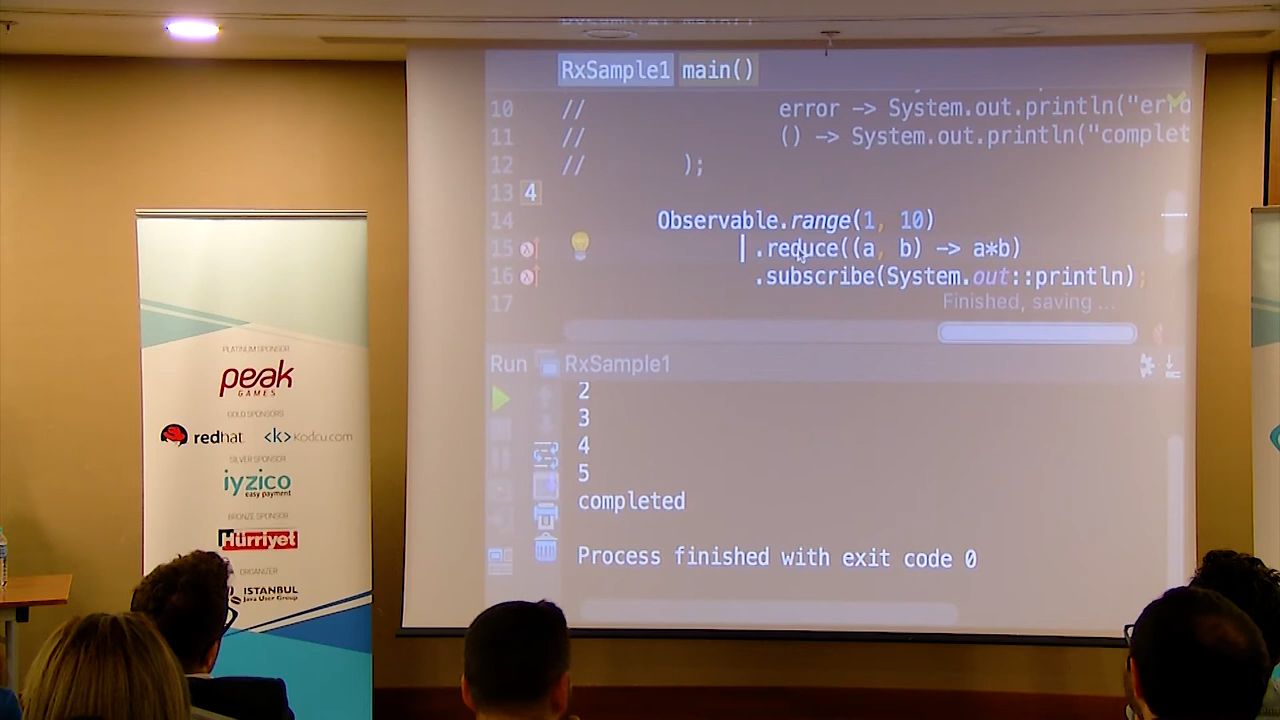 RxSample1 main()
10 // error -> System.out.println("erro
11 // () -> System.out.println("complet
12 // );
13 4
14 Observable.range(1, 10)
15 .reduce((a, b) -> a*b)
16 .subscribe(System.out::println);
17
Finished, saving ...
Run RxSample1
2
3
4
5
completed
Process finished with exit code 0
PLATINUM SPONSOR
peak
GAMES
GOLD SPONSORS
redhat. <k>Kodcu.com
SILVER SPONSOR
iyzico
easy payment
BRONZE SPONSOR
Hürriyet
ORGANIZER
ISTANBUL
Java User Group